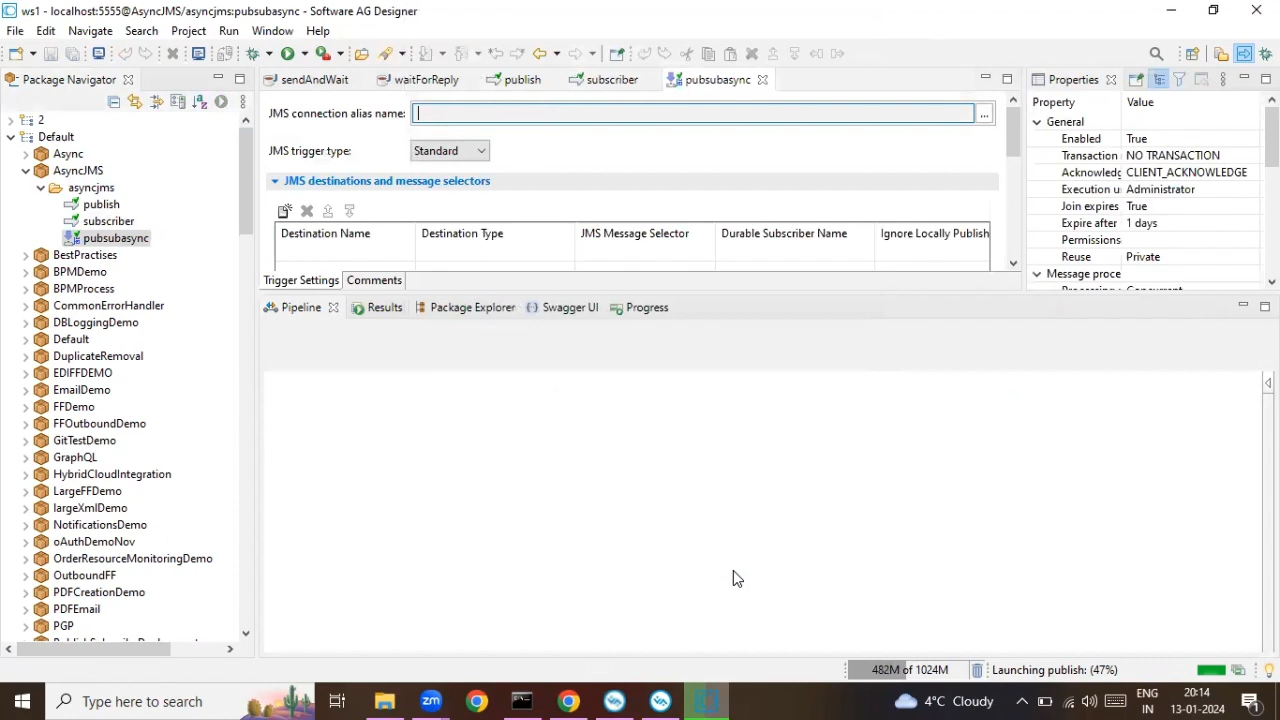 ws1 - localhost:5555@AsyncJMS/asyncjms:pubsubasync - Software AG Designer
File Edit Navigate Search Project Run Window Help
Package Navigator
2
Default
Async
AsyncJMS
asyncjms
publish
subscriber
pubsubasync
BestPractises
BPMDemo
BPMProcess
CommonErrorHandler
DBLoggingDemo
Default
DuplicateRemoval
EDIFFDEMO
EmailDemo
FFDemo
FFOutboundDemo
GitTestDemo
GraphQL
HybridCloudIntegration
LargeFFDemo
largeXmlDemo
NotificationsDemo
oAuthDemoNov
OrderResourceMonitoringDemo
OutboundFF
PDFCreationDemo
PDFEmail
PGP
sendAndWait waitForReply publish subscriber pubsubasync
JMS connection alias name: ...
JMS trigger type: Standard
JMS destinations and message selectors
Destination Name Destination Type JMS Message Selector Durable Subscriber Name Ignore Locally Publish
Trigger Settings Comments
Pipeline Results Package Explorer Swagger UI Progress
Properties
Property Value
General
Enabled True
Transaction NO TRANSACTION
Acknowledg CLIENT_ACKNOWLEDGE
Execution u Administrator
Join expires True
Expire after 1 days
Permissions
Reuse Private
Message proce
482M of 1024M Launching publish: (47%)
Type here to search
4°C Cloudy
ENG
IN
20:14
13-01-2024
1